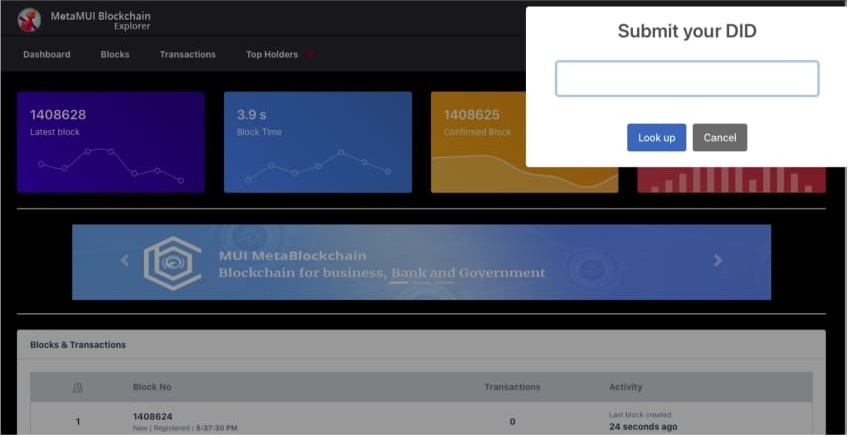 MetaMUI Blockchain
Explorer
Dashboard
Blocks
Transactions
Top Holders
Submit your DID
Look up
Cancel
1408628
Latest block
3.9 s
Block Time
1408625
Confirmed Block
MUI MetaBlockchain
Blockchain for business, Bank and Government
Blocks & Transactions
Block No
Transactions
Activity
1
1408624
New | Registered : 5:37:30 PM
0
Last block created
24 seconds ago